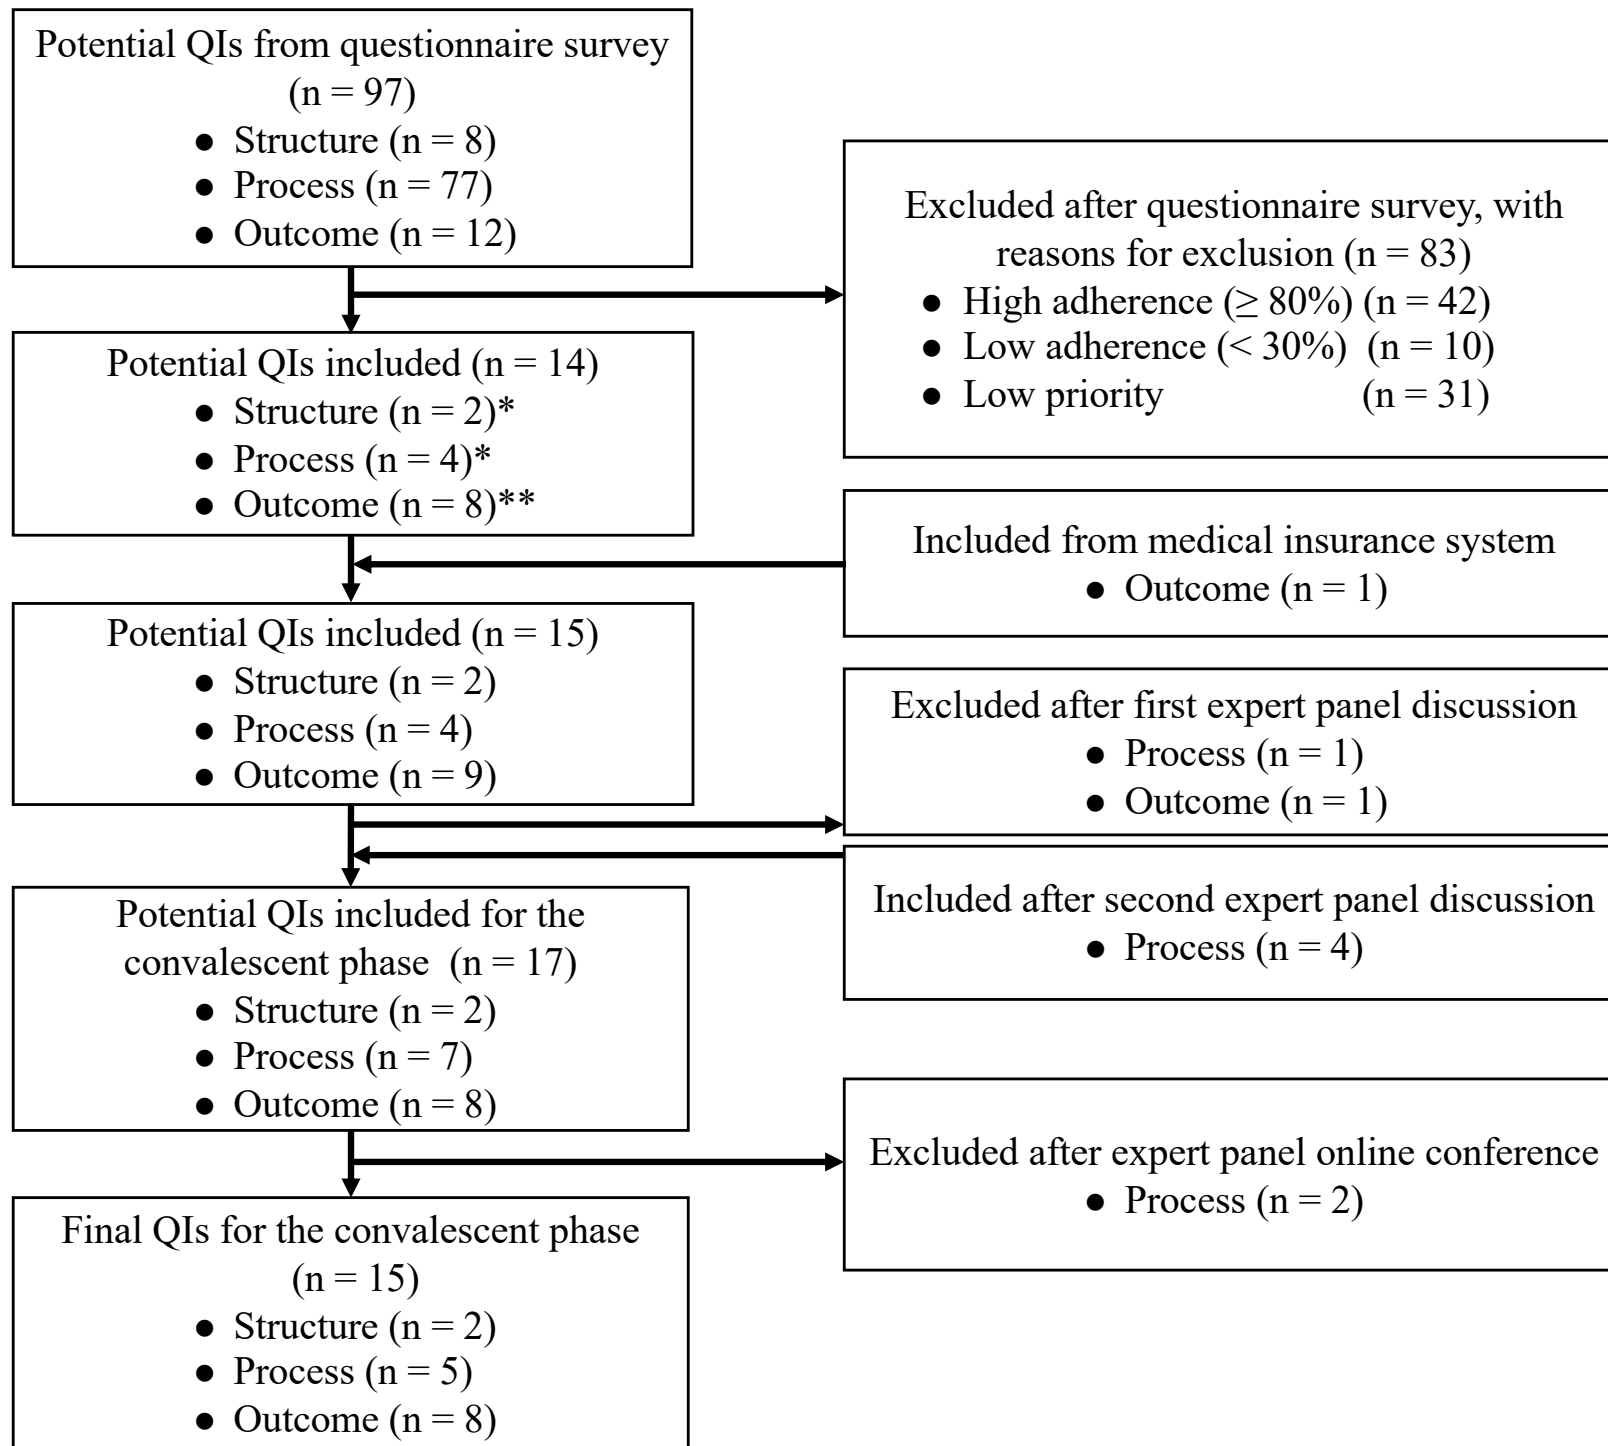 Potential QIs from questionnaire survey
(n = 97)
● Structure (n = 8)
● Process (n = 77)
● Outcome (n = 12)
Excluded after questionnaire survey, with
reasons for exclusion (n = 83)
● High adherence (≥ 80%) (n = 42)
● Low adherence (< 30%) (n = 10)
● Low priority (n = 31)
Potential QIs included (n = 14)
● Structure (n = 2)*
● Process (n = 4)*
● Outcome (n = 8)**
Included from medical insurance system
● Outcome (n = 1)
Potential QIs included (n = 15)
● Structure (n = 2)
● Process (n = 4)
● Outcome (n = 9)
Excluded after first expert panel discussion
● Process (n = 1)
● Outcome (n = 1)
Included after second expert panel discussion
● Process (n = 4)
Potential QIs included for the
convalescent phase (n = 17)
● Structure (n = 2)
● Process (n = 7)
● Outcome (n = 8)
Excluded after expert panel online conference
● Process (n = 2)
Final QIs for the convalescent phase
(n = 15)
● Structure (n = 2)
● Process (n = 5)
● Outcome (n = 8)